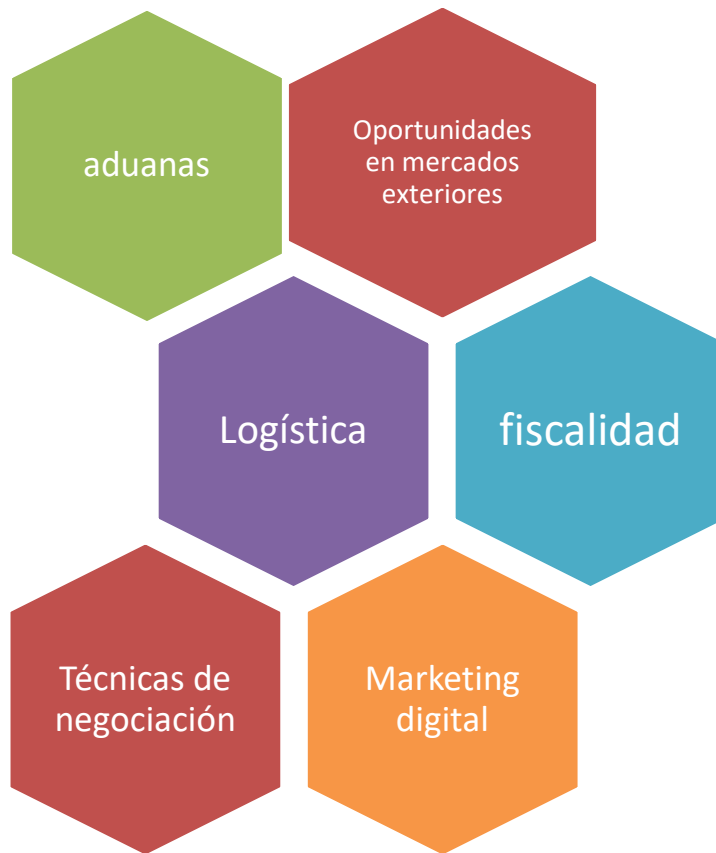 aduanas
Oportunidades
en mercados
exteriores
Logística
fiscalidad
Técnicas de
negociación
Marketing
digital